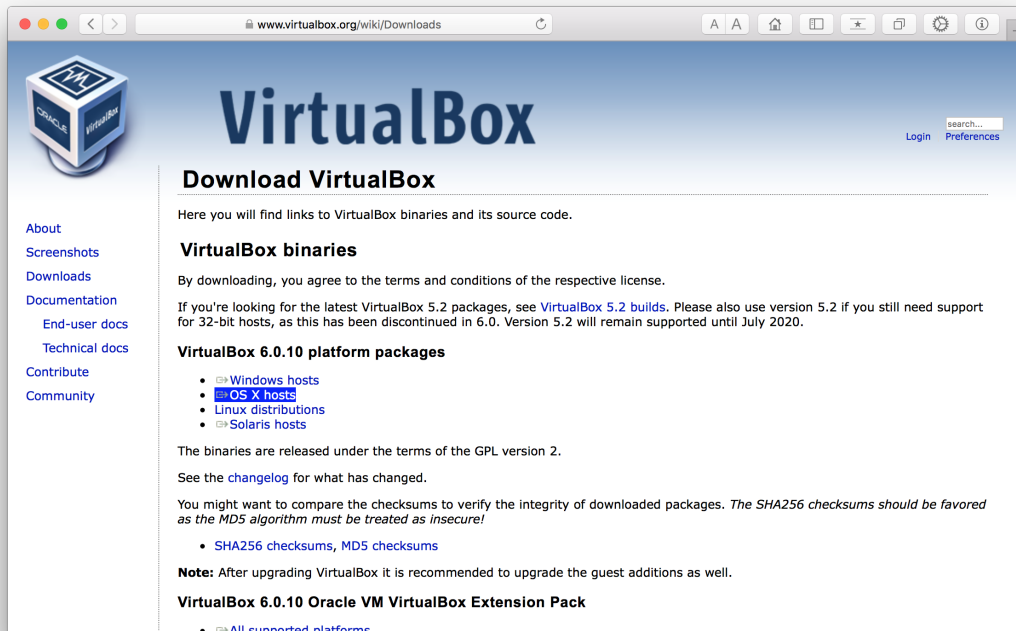 www.virtualbox.org/wiki/Downloads
A A
ORACLE
VirtualBox
VirtualBox
search...
Login Preferences
Download VirtualBox
Here you will find links to VirtualBox binaries and its source code.
About
Screenshots
Downloads
Documentation
End-user docs
Technical docs
Contribute
Community
VirtualBox binaries
By downloading, you agree to the terms and conditions of the respective license.
If you're looking for the latest VirtualBox 5.2 packages, see VirtualBox 5.2 builds. Please also use version 5.2 if you still need support
for 32-bit hosts, as this has been discontinued in 6.0. Version 5.2 will remain supported until July 2020.
VirtualBox 6.0.10 platform packages
Windows hosts
OS X hosts
Linux distributions
Solaris hosts
The binaries are released under the terms of the GPL version 2.
See the changelog for what has changed.
You might want to compare the checksums to verify the integrity of downloaded packages. The SHA256 checksums should be favored
as the MD5 algorithm must be treated as insecure!
SHA256 checksums, MD5 checksums
Note: After upgrading VirtualBox it is recommended to upgrade the guest additions as well.
VirtualBox 6.0.10 Oracle VM VirtualBox Extension Pack
All supported platforms